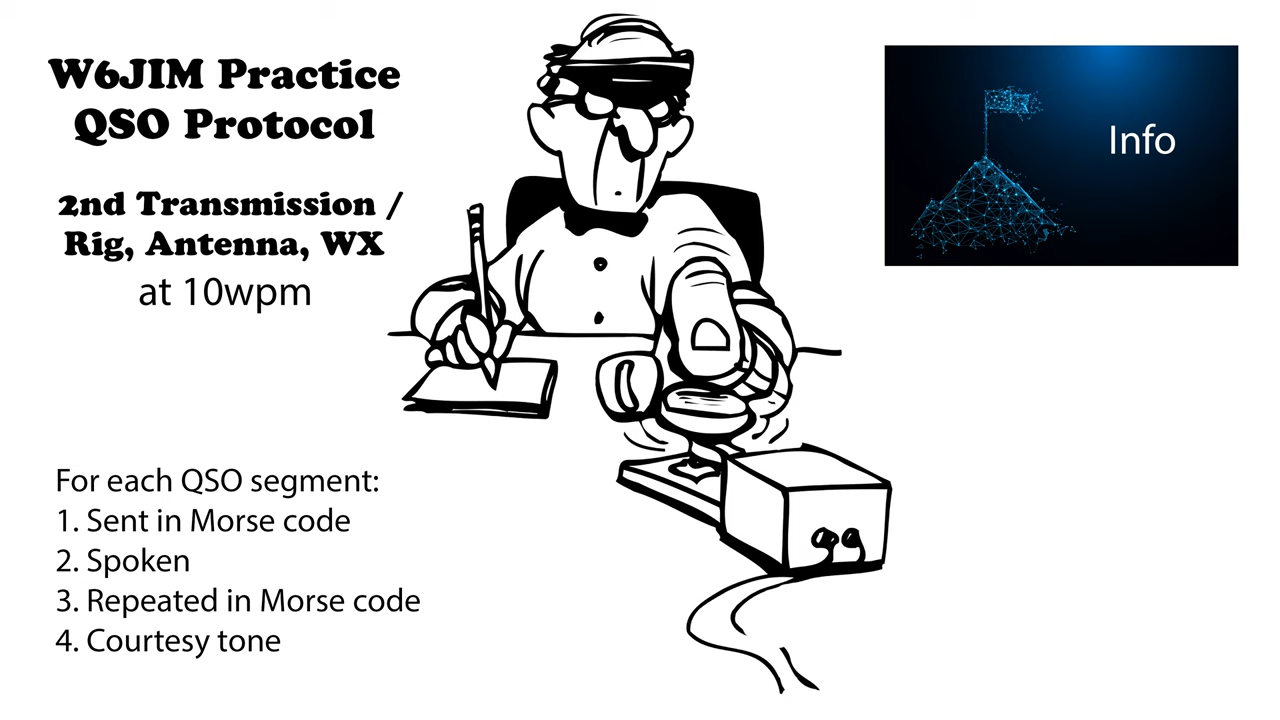 W6JIM Practice
QSO Protocol
2nd Transmission /
Rig, Antenna, WX
at 10wpm
Info
For each QSO segment:
1. Sent in Morse code
2. Spoken
3. Repeated in Morse code
4. Courtesy tone